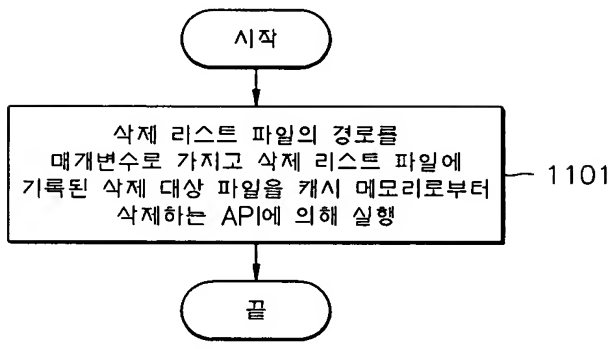 시작
삭제 리스트 파일의 경로를
매개변수로 가지고 삭제 리스트 파일에
기록된 삭제 대상 파일을 캐시 메모리로부터
삭제하는 API에 의해 실행
1101
끝